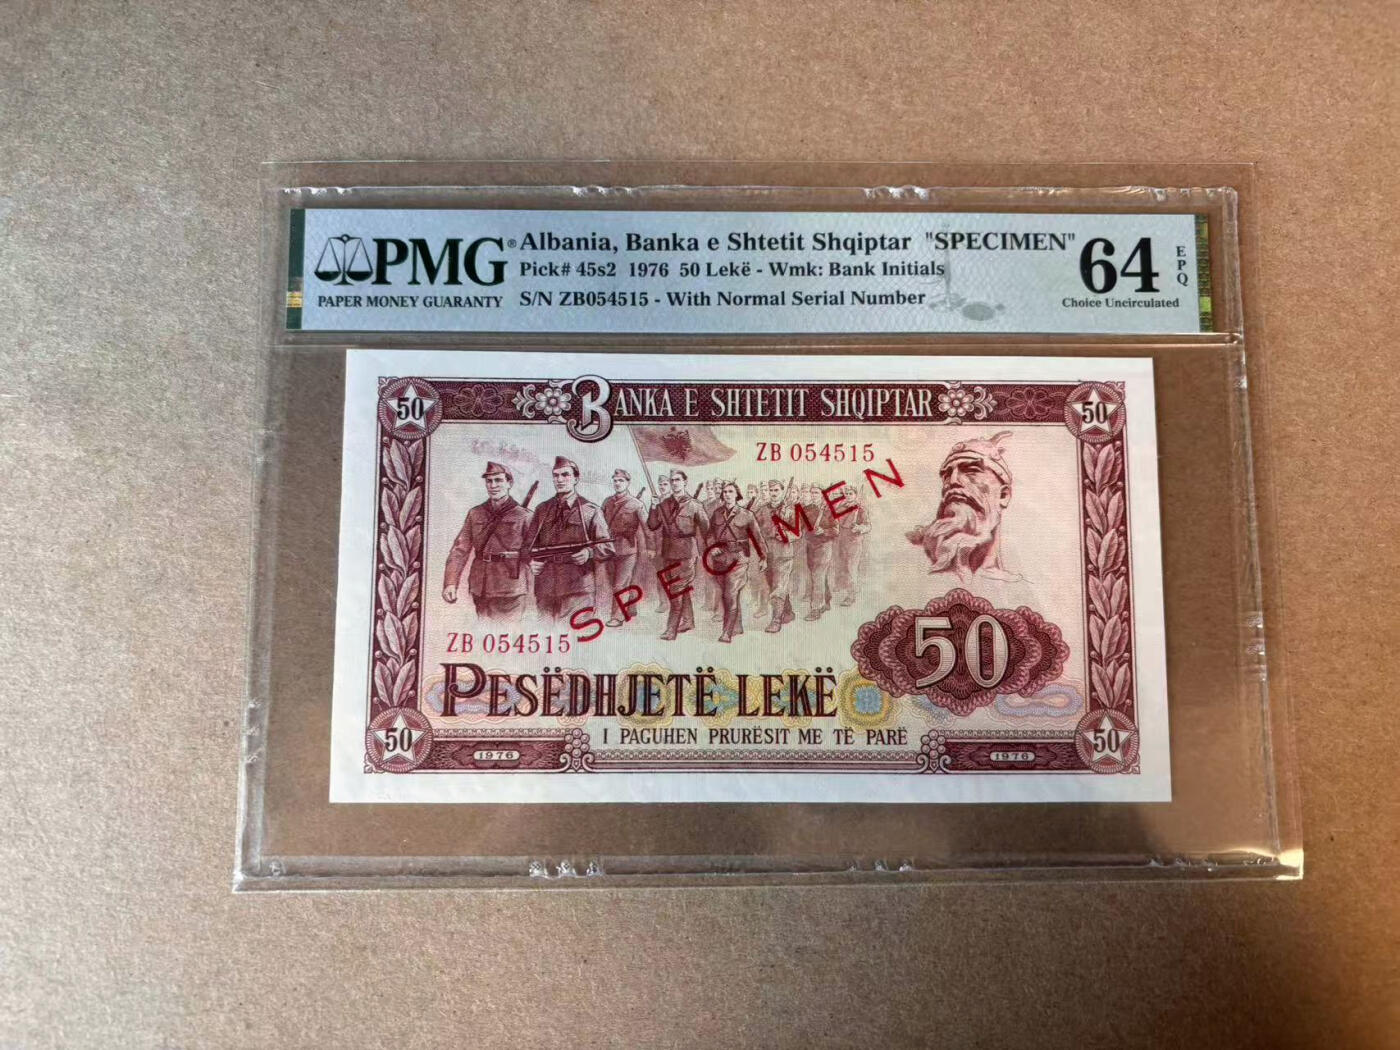 PMG®
PAPER MONEY GUARANTY
Albania, Banka e Shtetit Shqiptar "SPECIMEN"
Pick# 45s2 1976 50 Lekë - Wmk: Bank Initials
S/N ZB054515 - With Normal Serial Number
64
EPQ
Choice Uncirculated
50
BANKA E SHTETIT SHQIPTAR
50
ZB 054515
SPECIMEN
ZB 054515
50
PESËDHJETË LEKË
I PAGUHEN PRURËSIT ME TË PARË
50
1976
1976
50